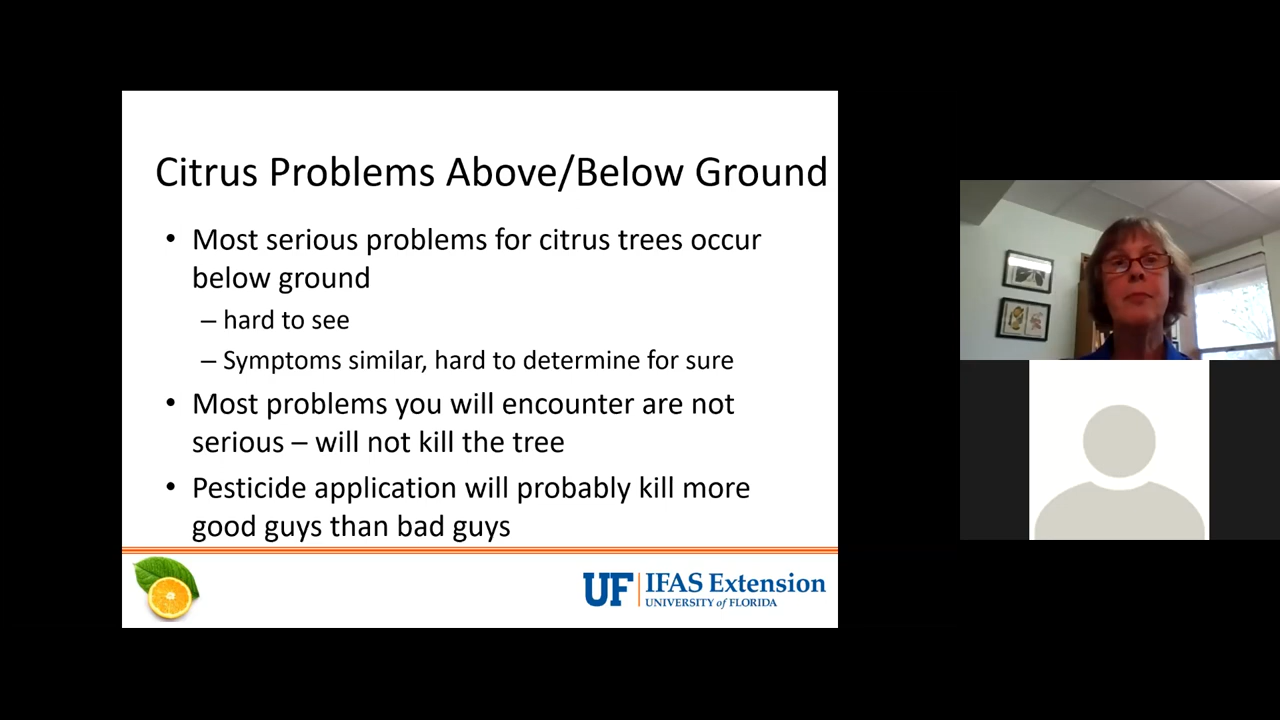 Citrus Problems Above/Below Ground
• Most serious problems for citrus trees occur
below ground
– hard to see
– Symptoms similar, hard to determine for sure
• Most problems you will encounter are not
serious – will not kill the tree
• Pesticide application will probably kill more
good guys than bad guys
UF IFAS Extension
UNIVERSITY of FLORIDA